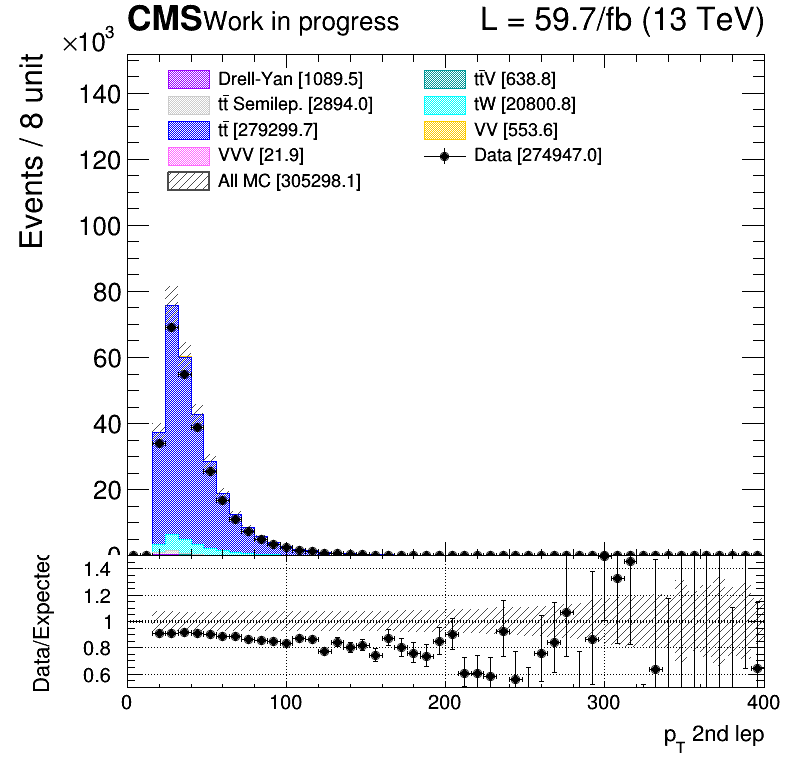 CMS Work in progress L = 59.7/fb (13 TeV)
×10³
Events / 8 unit
140
120
100
80
60
40
20
0
Drell-Yan [1089.5]
tt̄ Semilep. [2894.0]
tt̄ [279299.7]
VVV [21.9]
All MC [305298.1]
tt̄V [638.8]
tW [20800.8]
VV [553.6]
Data [274947.0]
Data/Expected
1.4
1.2
1
0.8
0.6
0 100 200 300 400
p_T 2nd lep